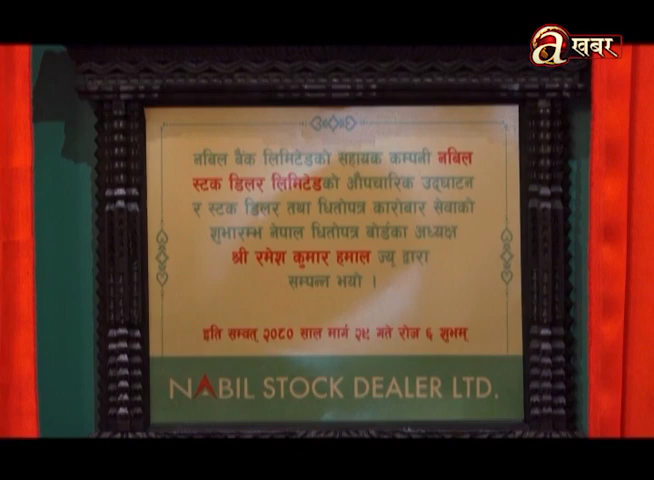 a खबर
नबिल बैंक लिमिटेडको सहायक कम्पनी नबिल
स्टक डिलर लिमिटेडको औपचारिक उद्घाटन
र स्टक डिलर तथा धितोपत्र कारोबार सेवाको
शुभारम्भ नेपाल धितोपत्र बोर्डका अध्यक्ष
श्री रमेश कुमार हमाल ज्यू द्वारा
सम्पन्न भयो ।
इति सम्वत् २०८० साल मार्ग २९ गते रोज ६ शुभम्
NABIL STOCK DEALER LTD.